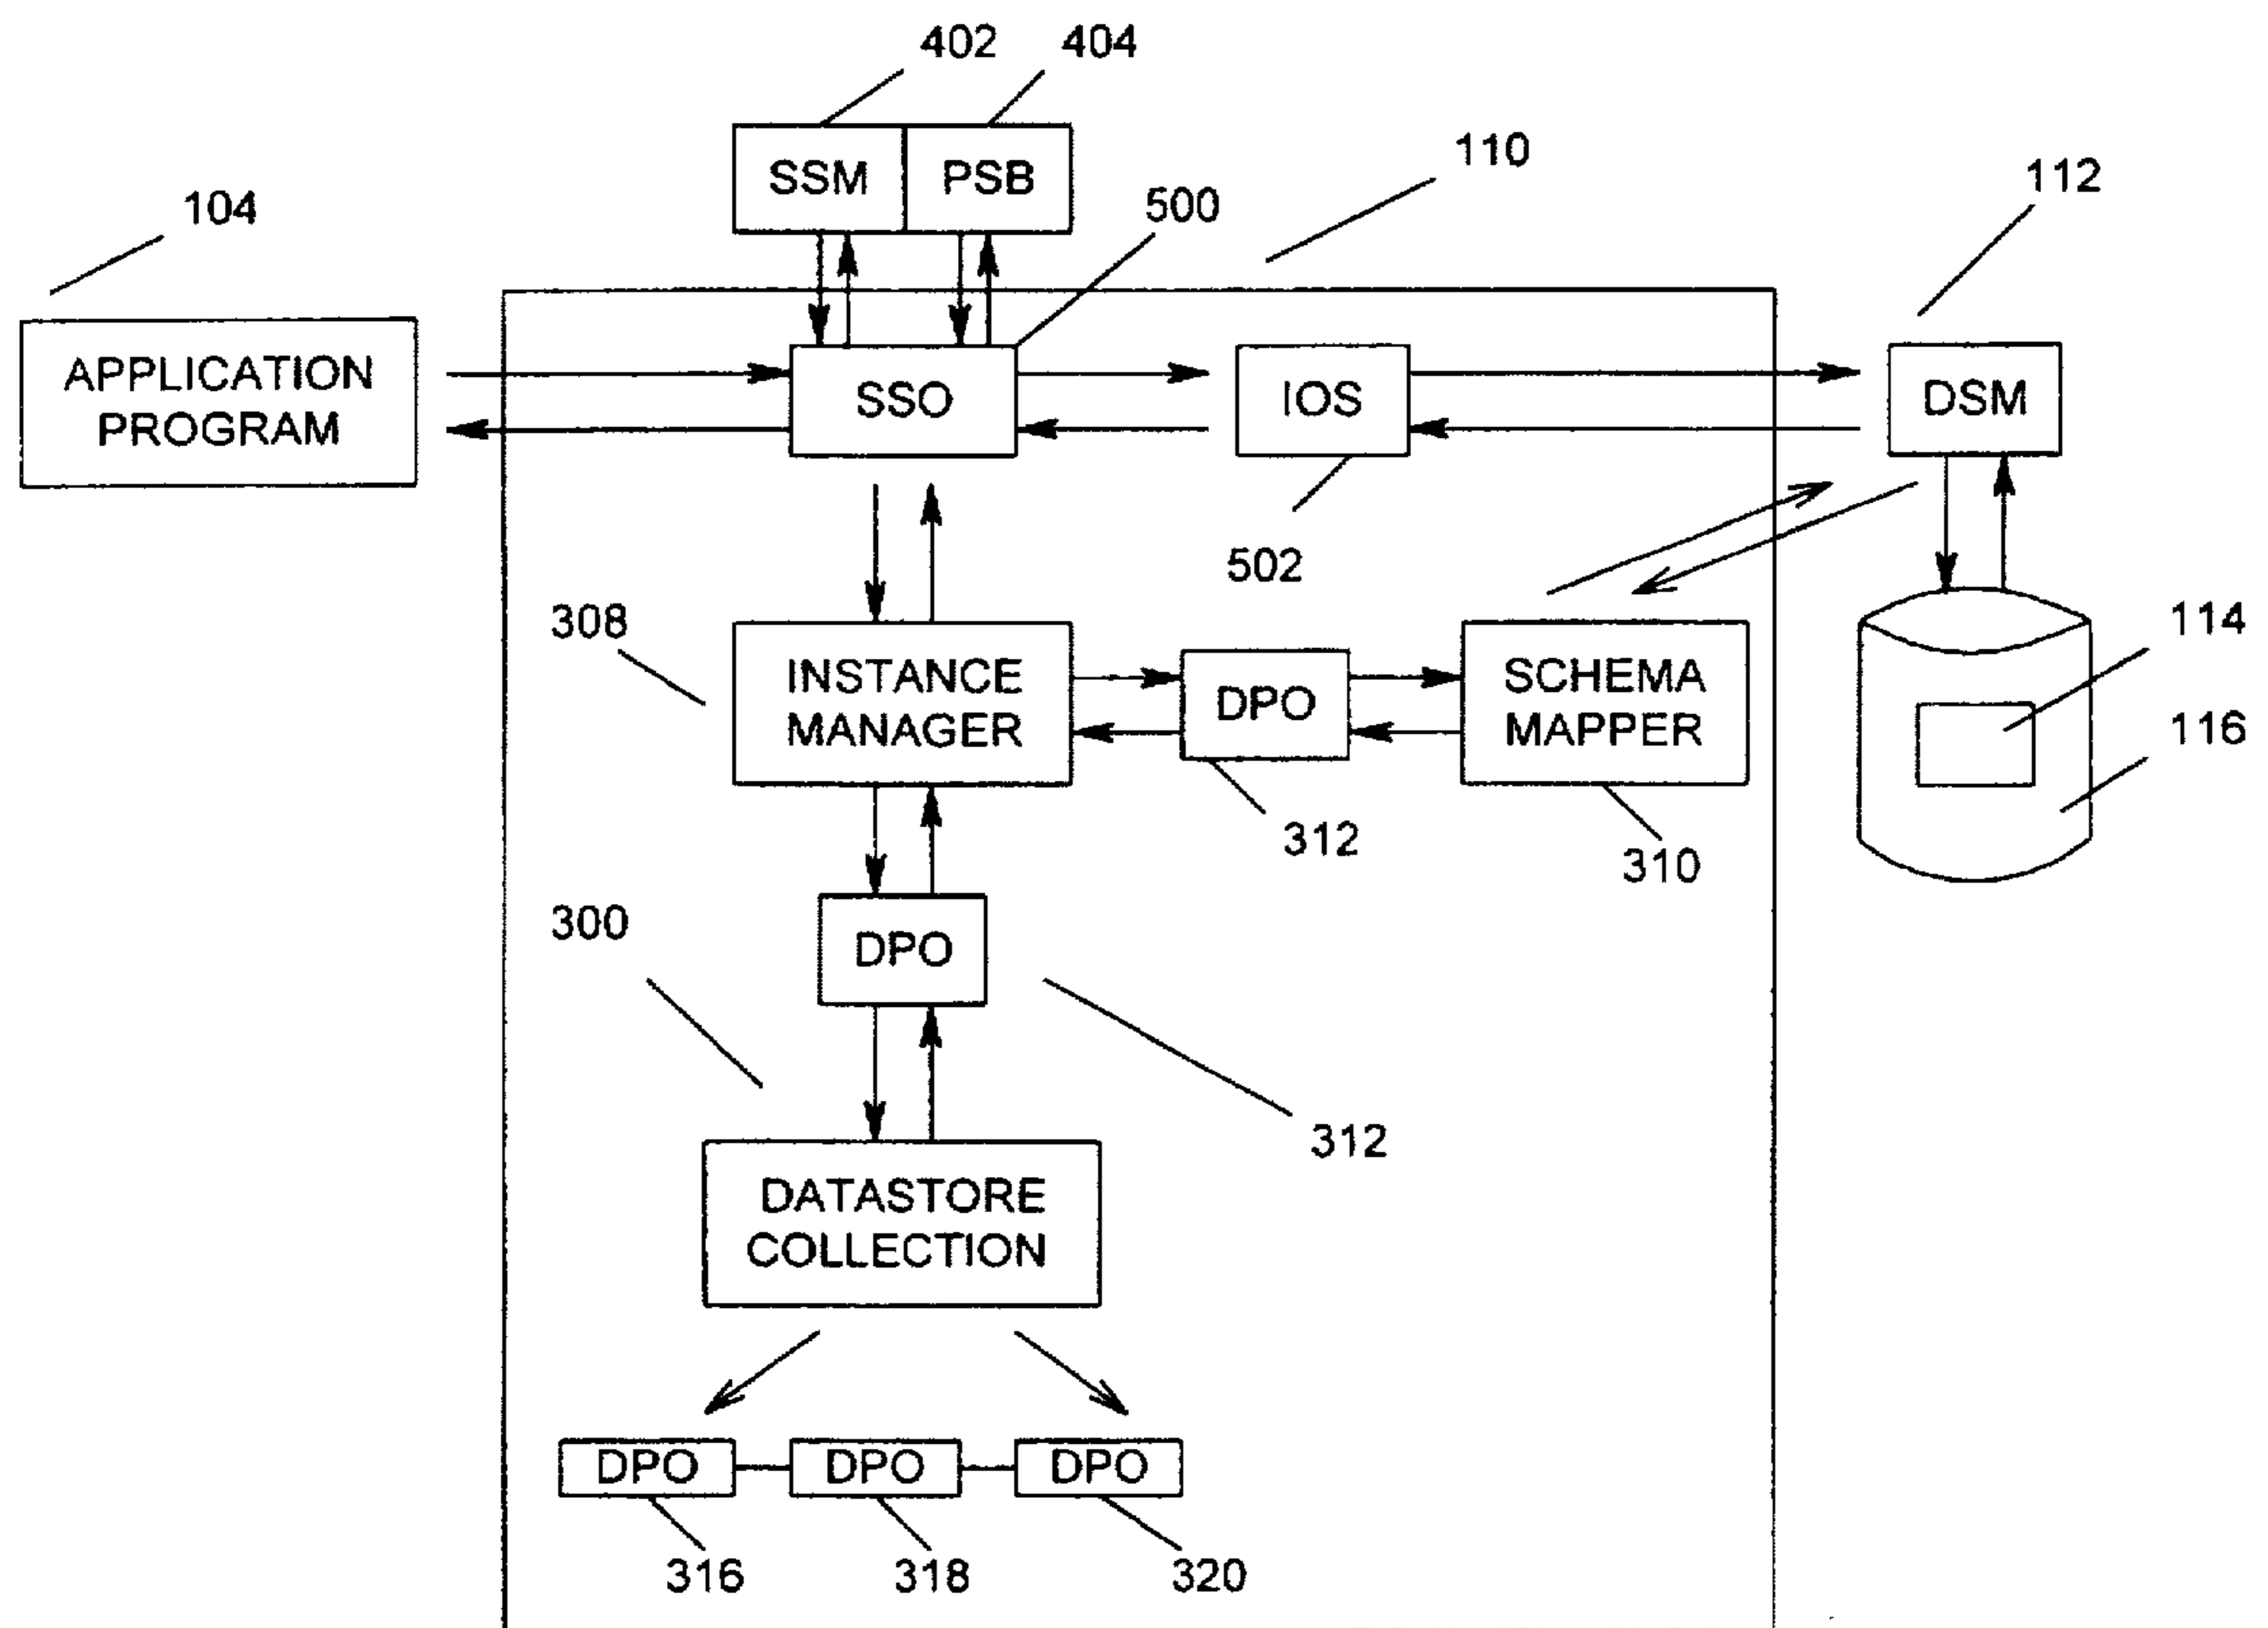 402
404
110
112
104
SSM
PSB
500
APPLICATION
PROGRAM
SSO
IOS
DSM
502
308
114
INSTANCE
MANAGER
DPO
SCHEMA
MAPPER
116
312
310
300
DPO
312
DATASTORE
COLLECTION
DPO
DPO
DPO
316
318
320